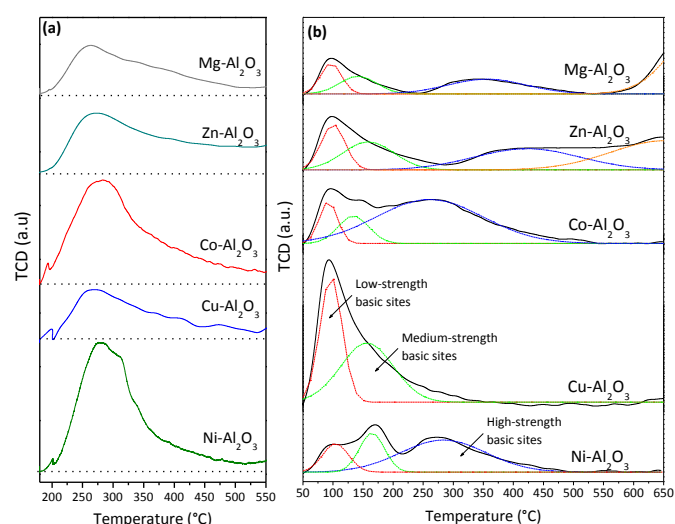 (a)
TCD (a.u)
Mg-Al₂O₃
Zn-Al₂O₃
Co-Al₂O₃
Cu-Al₂O₃
Ni-Al₂O₃
200 250 300 350 400 450 500 550
Temperature (°C)
(b)
TCD (a.u.)
Mg-Al₂O₃
Zn-Al₂O₃
Co-Al₂O₃
Low-strength
basic sites
Medium-strength
basic sites
Cu-Al₂O₃
High-strength
basic sites
Ni-Al₂O₃
50 100 150 200 250 300 350 400 450 500 550 600 650
Temperature (°C)